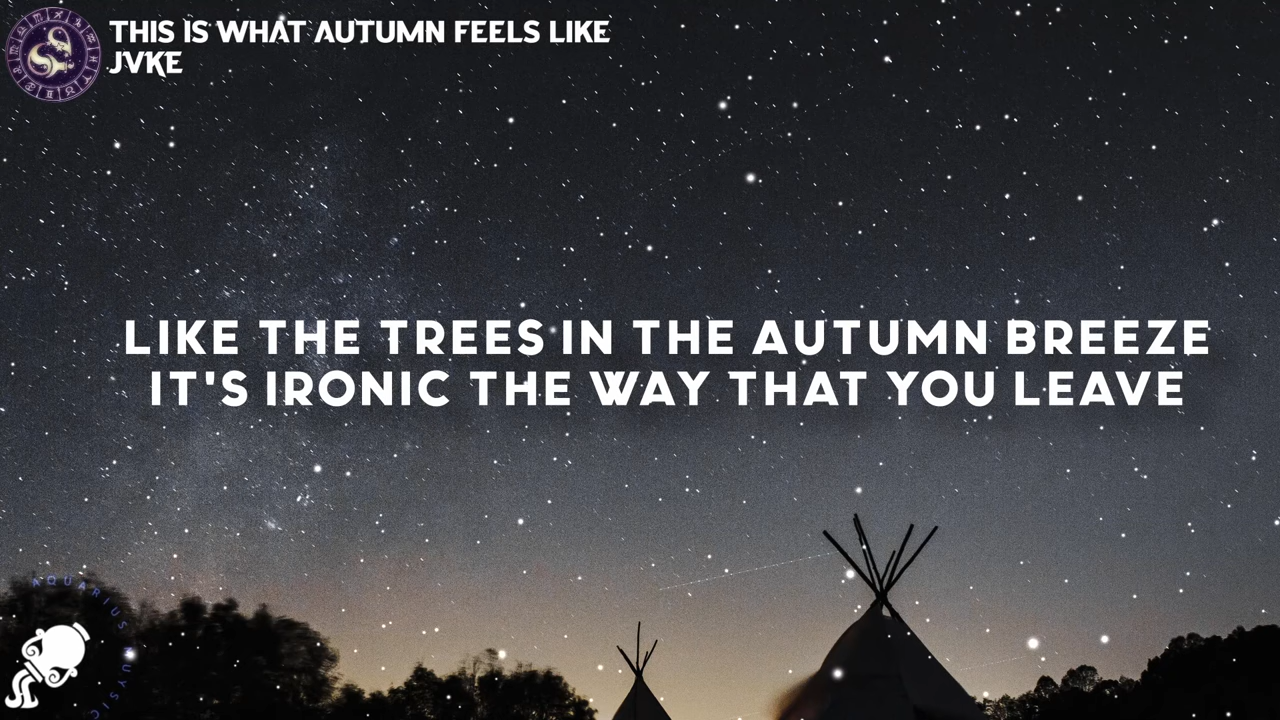 THIS IS WHAT AUTUMN FEELS LIKE
JVKE
LIKE THE TREES IN THE AUTUMN BREEZE
IT'S IRONIC THE WAY THAT YOU LEAVE
AQUARIUS